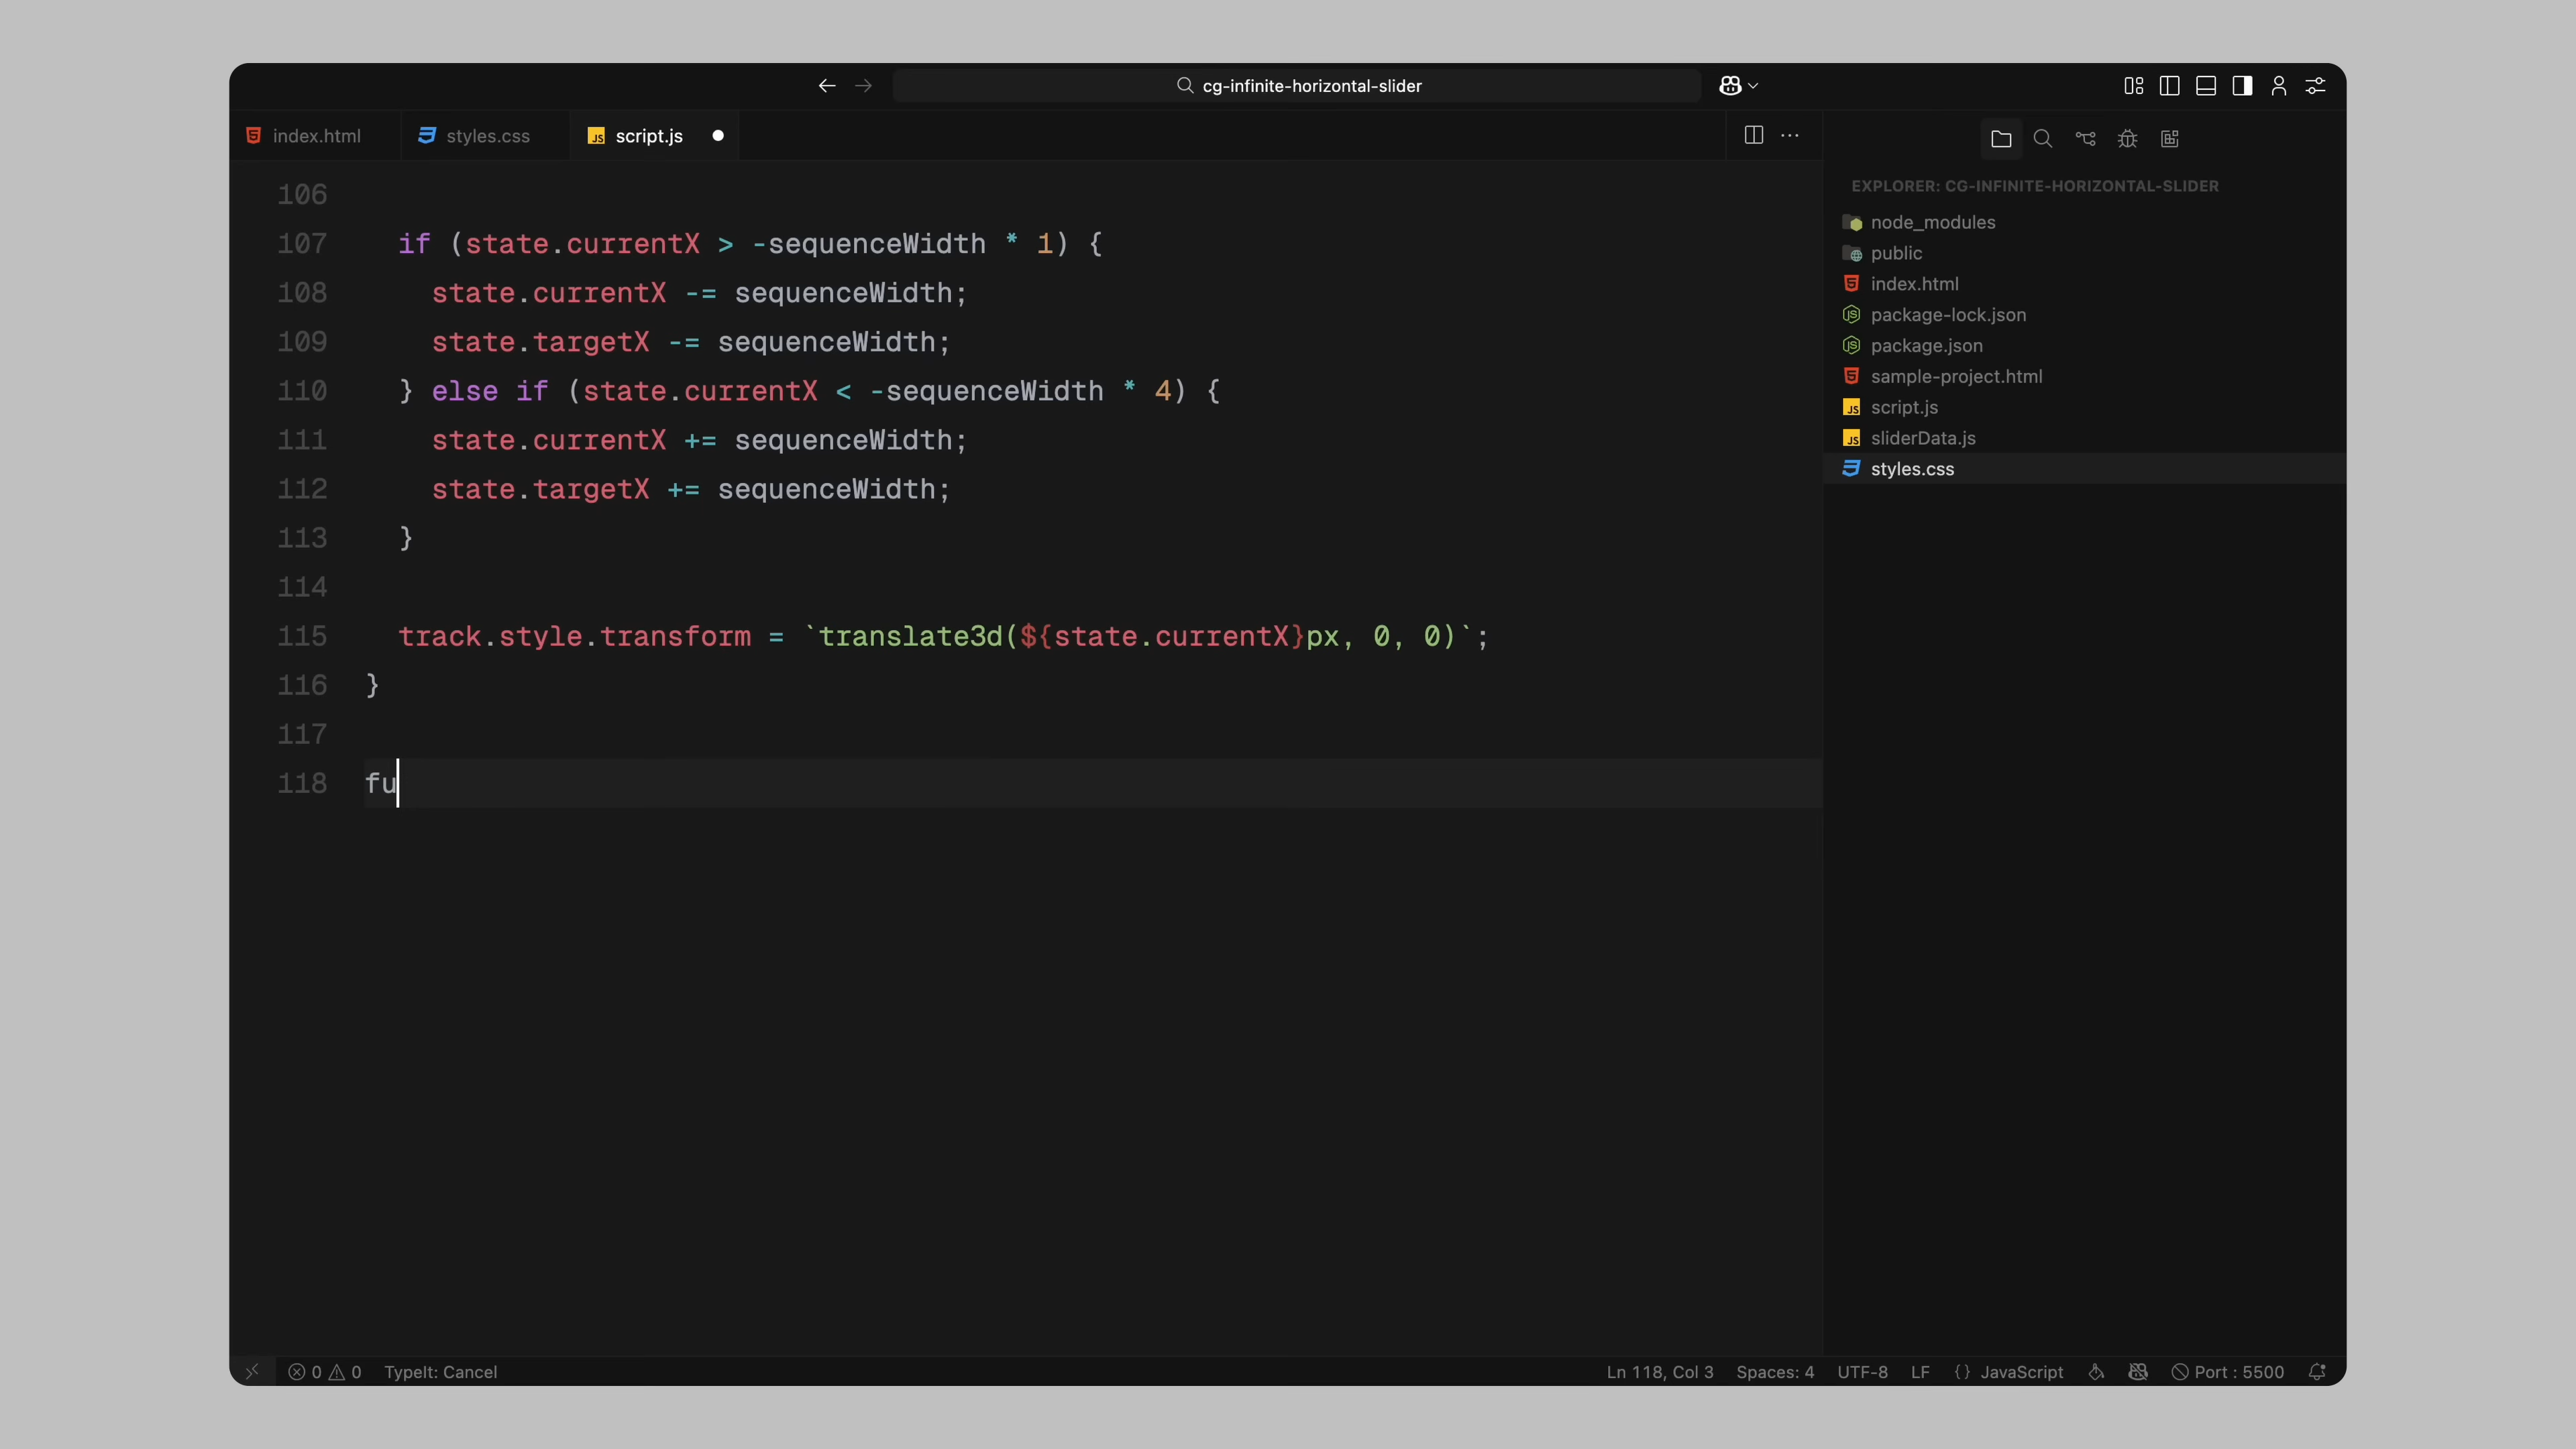 cg-infinite-horizontal-slider
index.html
styles.css
script.js
106
107 if (state.currentX > -sequenceWidth * 1) {
108 state.currentX -= sequenceWidth;
109 state.targetX -= sequenceWidth;
110 } else if (state.currentX < -sequenceWidth * 4) {
111 state.currentX += sequenceWidth;
112 state.targetX += sequenceWidth;
113 }
114
115 track.style.transform = `translate3d(${state.currentX}px, 0, 0)`;
116 }
117
118 fu
EXPLORER: CG-INFINITE-HORIZONTAL-SLIDER
node_modules
public
index.html
package-lock.json
package.json
sample-project.html
script.js
sliderData.js
styles.css
0 0 TypeIt: Cancel
Ln 118, Col 3 Spaces: 4 UTF-8 LF {} JavaScript Port : 5500